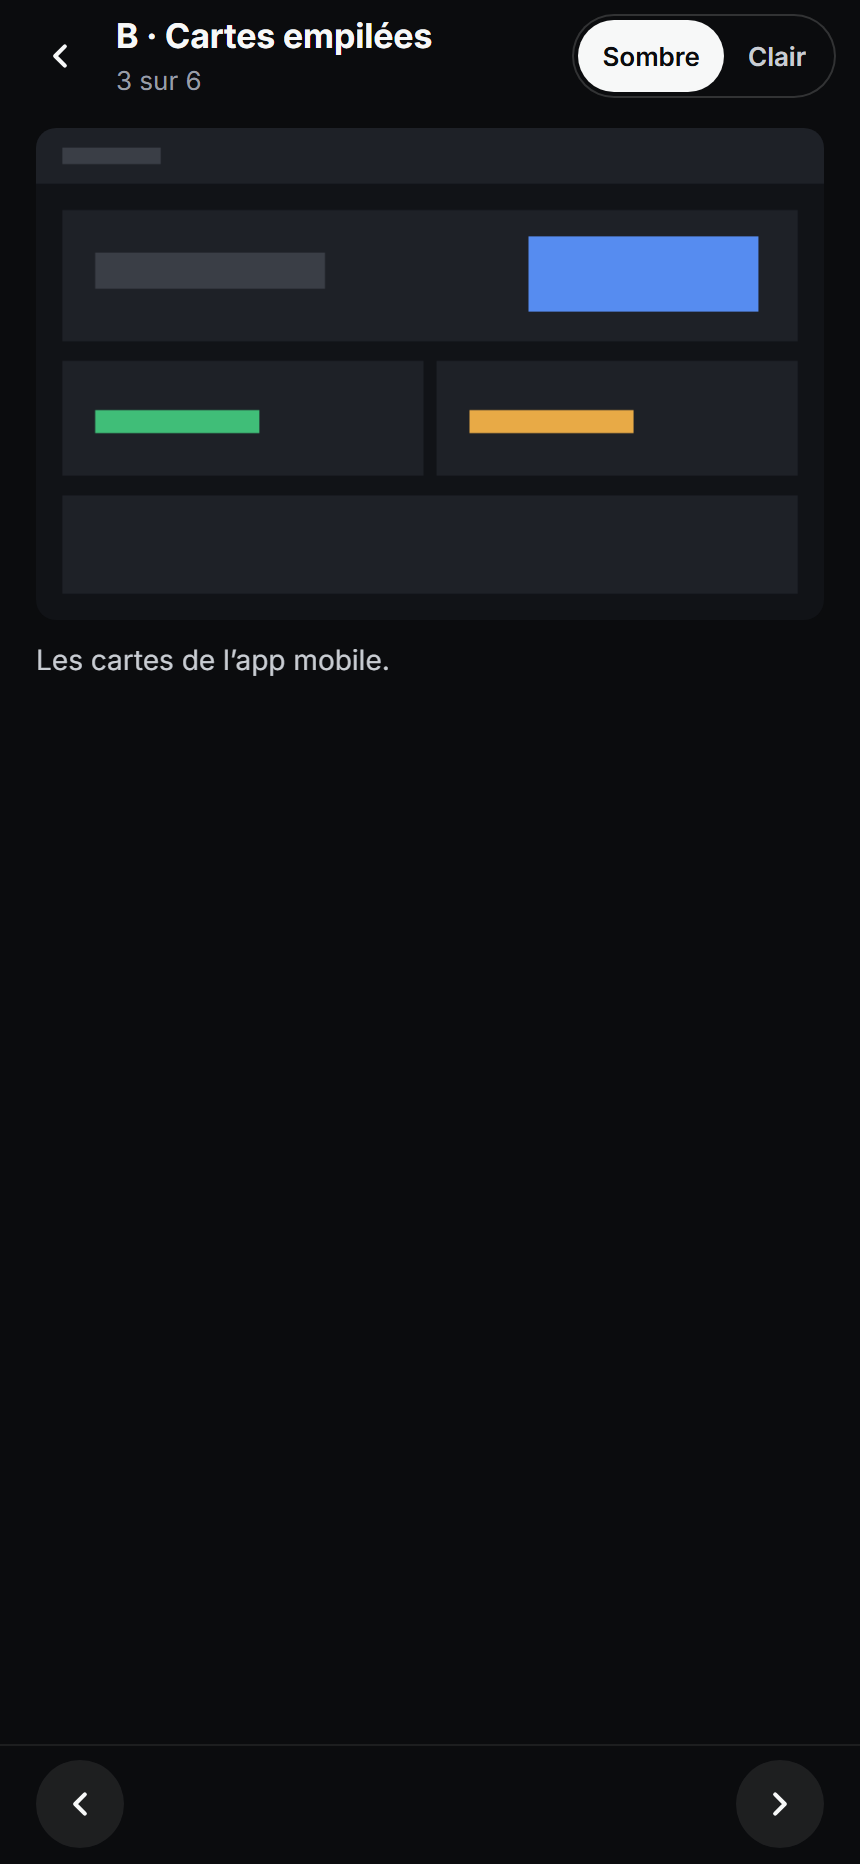 B · Cartes empilées
3 sur 6
Sombre
Clair
Les cartes de l’app mobile.